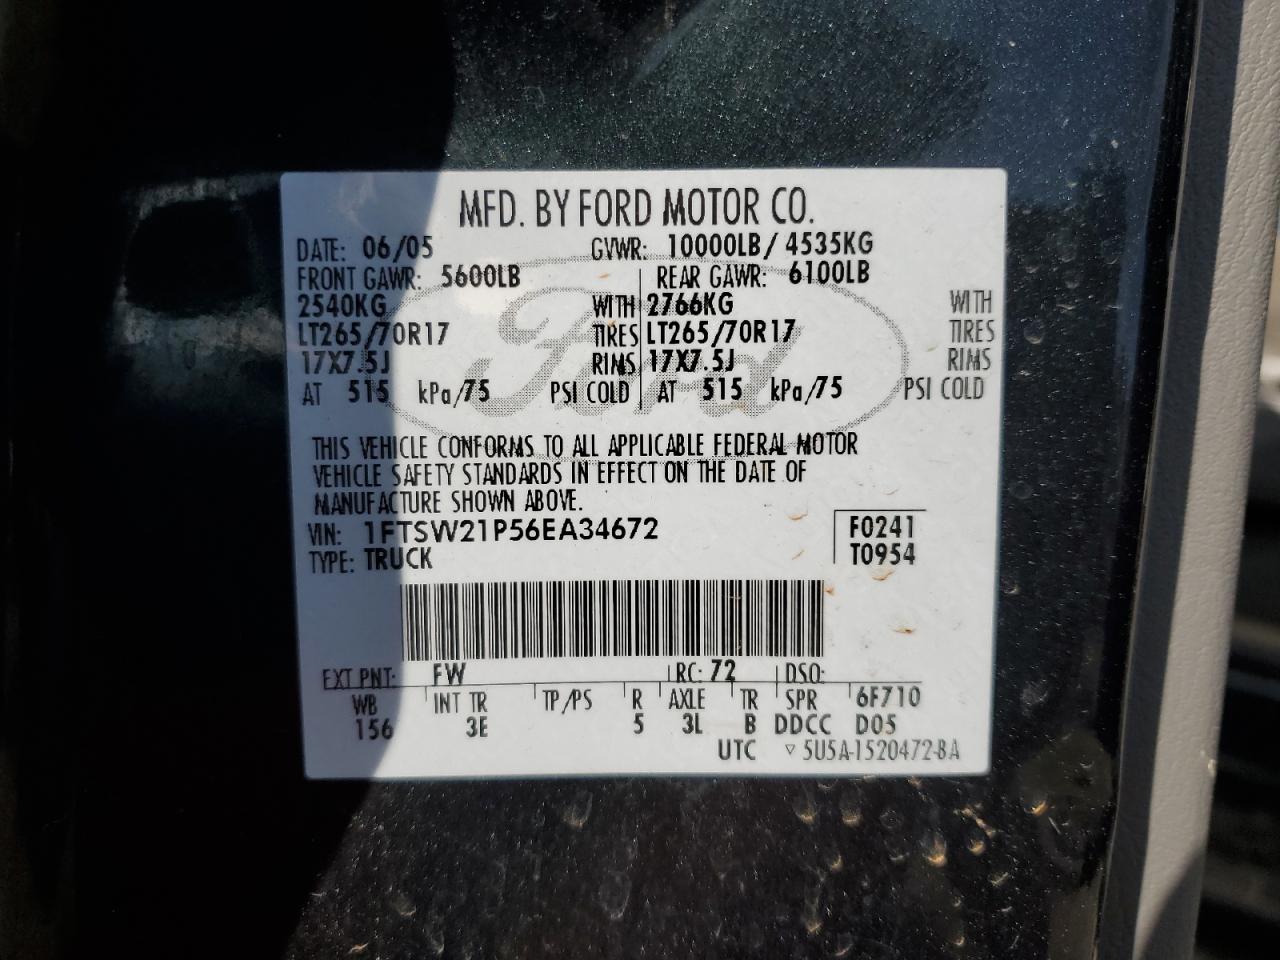 MFD. BY FORD MOTOR CO.
DATE: 06/05 GVWR: 10000LB/ 4535KG
FRONT GAWR: 5600LB REAR GAWR: 6100LB
2540KG WITH 2766KG WITH
LT265/70R17 TIRES LT265/70R17 TIRES
17X7.5J RIMS 17X7.5J RIMS
AT 515 kPa/75 PSI COLD AT 515 kPa/75 PSI COLD
Ford
THIS VEHICLE CONFORMS TO ALL APPLICABLE FEDERAL MOTOR
VEHICLE SAFETY STANDARDS IN EFFECT ON THE DATE OF
MANUFACTURE SHOWN ABOVE.
VIN: 1FTSW21P56EA34672 F0241
TYPE: TRUCK T0954
EXT PNT: FW RC: 72 DSO:
WB INT TR TP/PS R AXLE TR SPR 6F710
156 3E 5 3L B DDCC D05
UTC ▽ 5U5A-1520472-BA